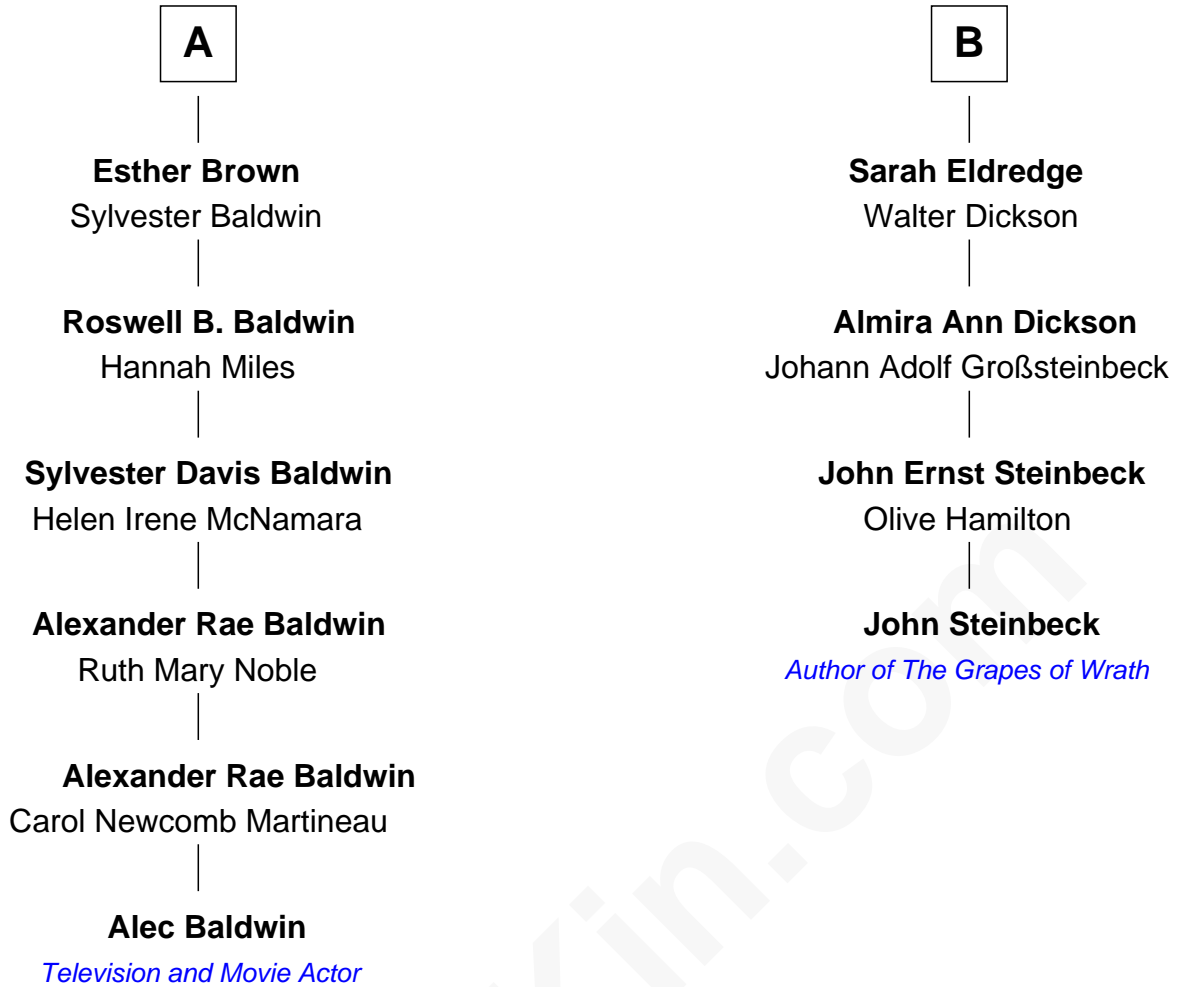 A
Esther Brown
Sylvester Baldwin
Roswell B. Baldwin
Hannah Miles
Sylvester Davis Baldwin
Helen Irene McNamara
Alexander Rae Baldwin
Ruth Mary Noble
Alexander Rae Baldwin
Carol Newcomb Martineau
Alec Baldwin
Television and Movie Actor
B
Sarah Eldredge
Walter Dickson
Almira Ann Dickson
Johann Adolf Großsteinbeck
John Ernst Steinbeck
Olive Hamilton
John Steinbeck
Author of The Grapes of Wrath